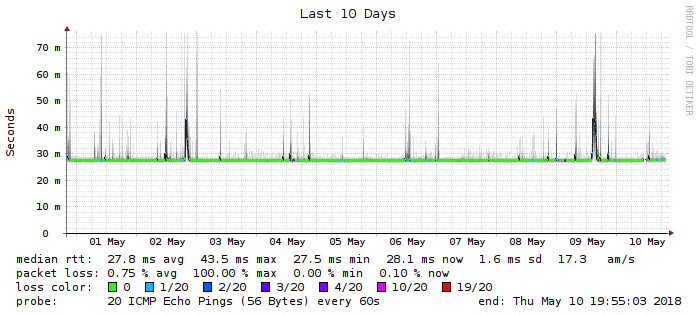 Last 10 Days
RRDTOOL / TOBI OETIKER
Seconds
70 m
60 m
50 m
40 m
30 m
20 m
10 m
0
01 May 02 May 03 May 04 May 05 May 06 May 07 May 08 May 09 May 10 May
median rtt: 27.8 ms avg 43.5 ms max 27.5 ms min 28.1 ms now 1.6 ms sd 17.3 am/s
packet loss: 0.75 % avg 100.00 % max 0.00 % min 0.10 % now
loss color: 0 1/20 2/20 3/20 4/20 10/20 19/20
probe: 20 ICMP Echo Pings (56 Bytes) every 60s end: Thu May 10 19:55:03 2018